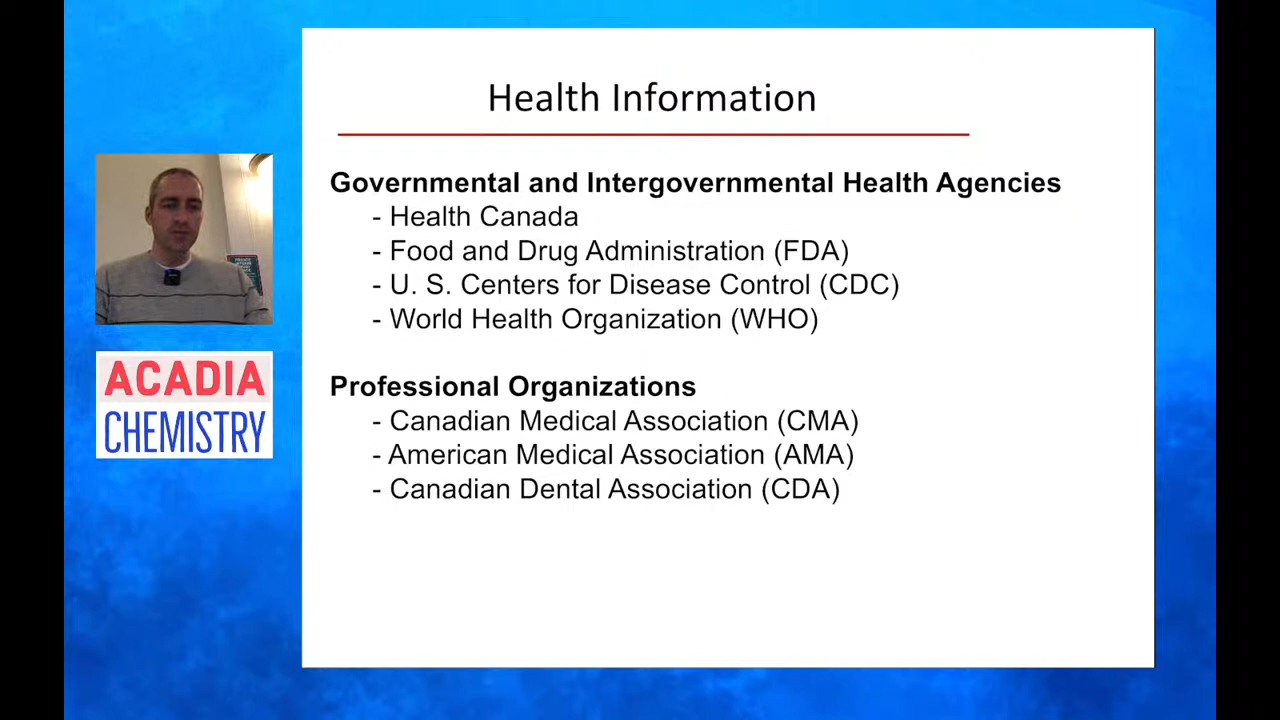 Health Information
Governmental and Intergovernmental Health Agencies
- Health Canada
- Food and Drug Administration (FDA)
- U. S. Centers for Disease Control (CDC)
- World Health Organization (WHO)
Professional Organizations
- Canadian Medical Association (CMA)
- American Medical Association (AMA)
- Canadian Dental Association (CDA)
ACADIA
CHEMISTRY